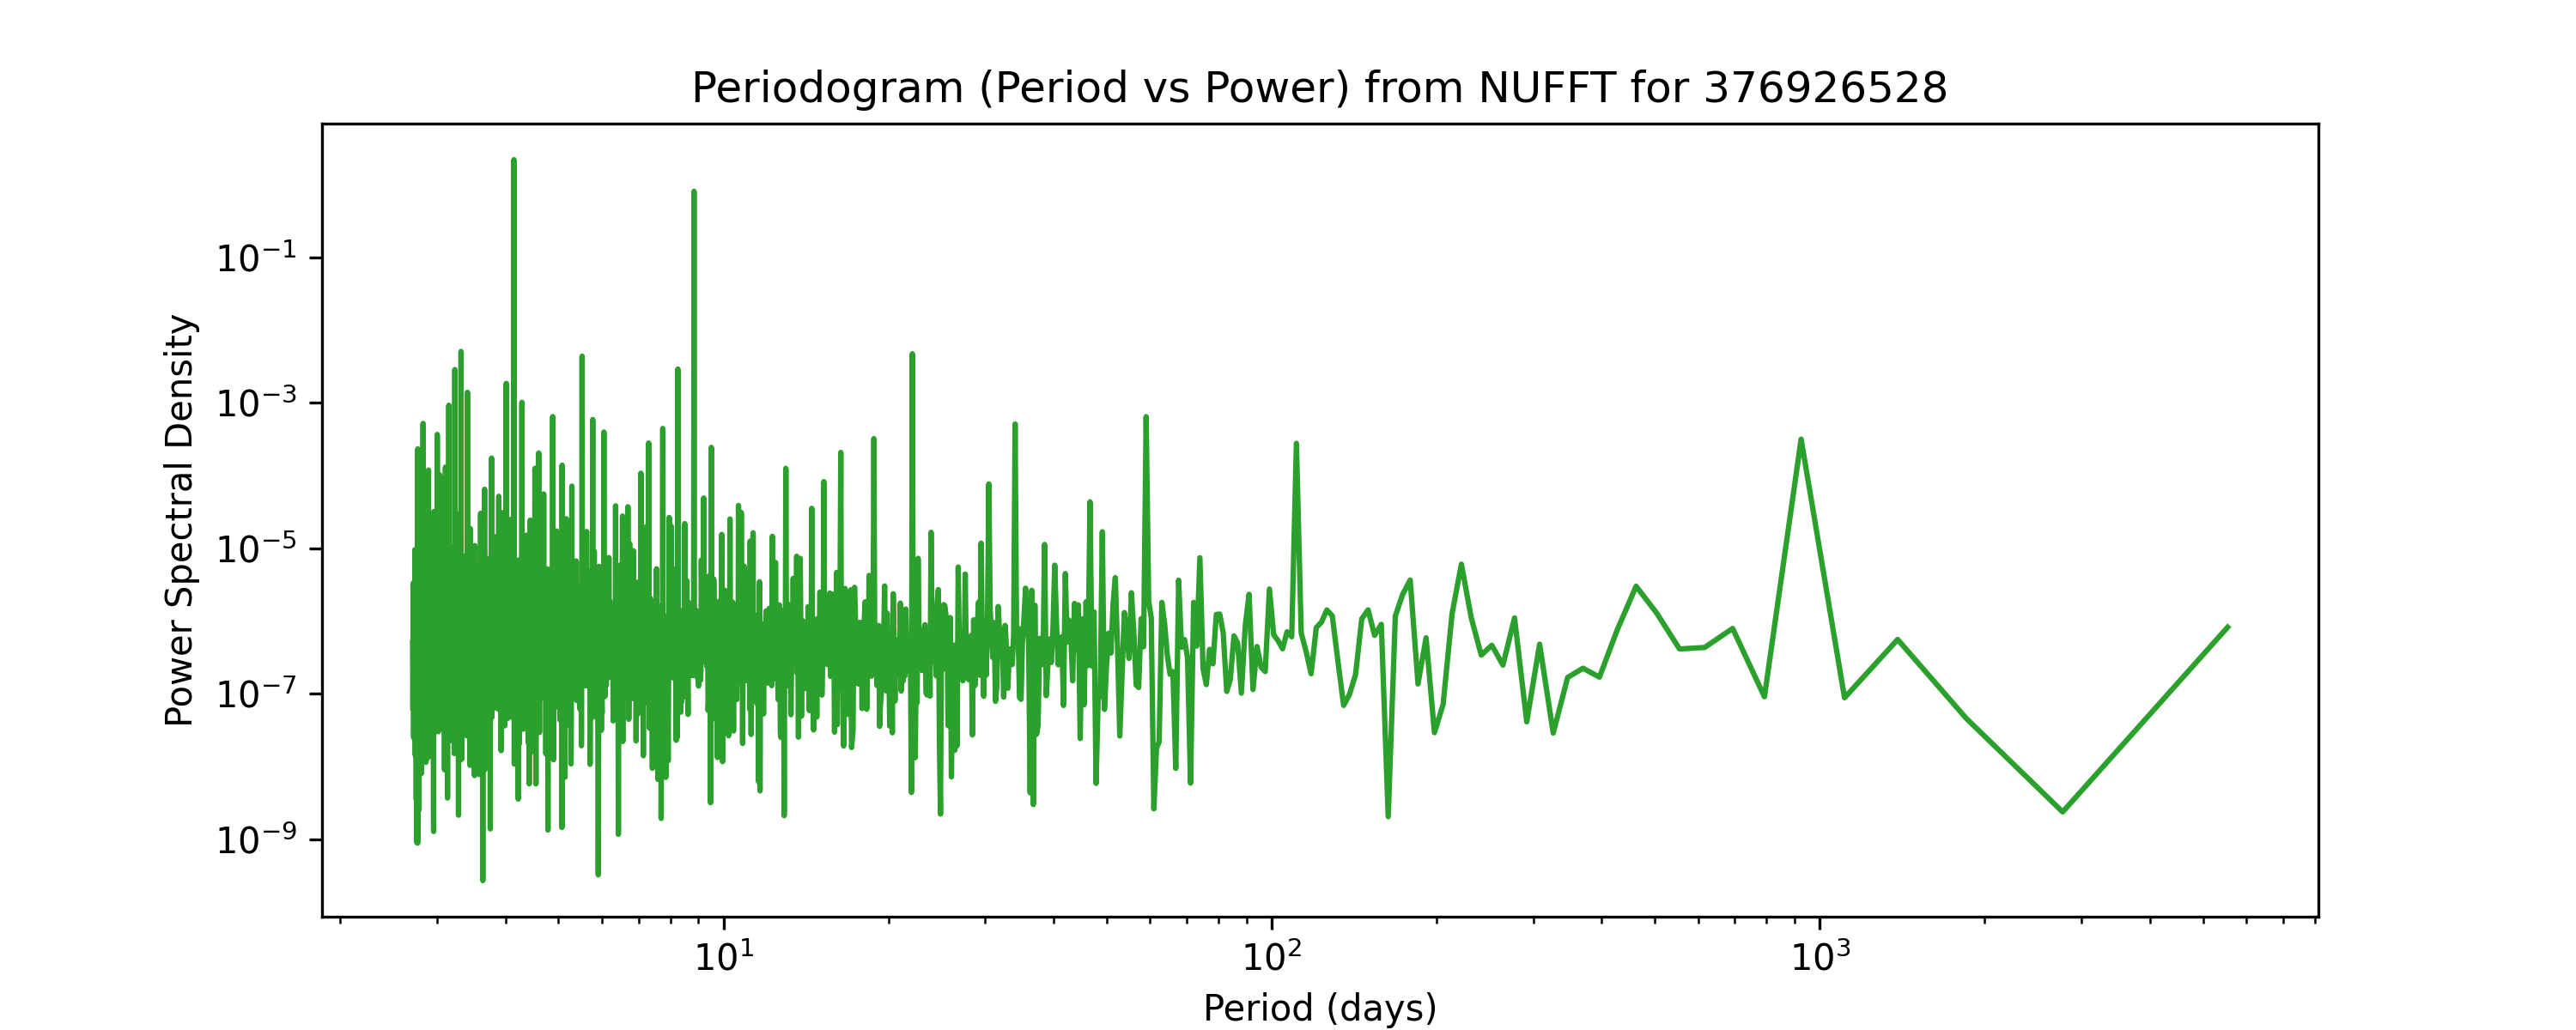 Periodogram (Period vs Power) from NUFFT for 376926528
Power Spectral Density
10⁻¹
10⁻³
10⁻⁵
10⁻⁷
10⁻⁹
10¹ 10² 10³
Period (days)